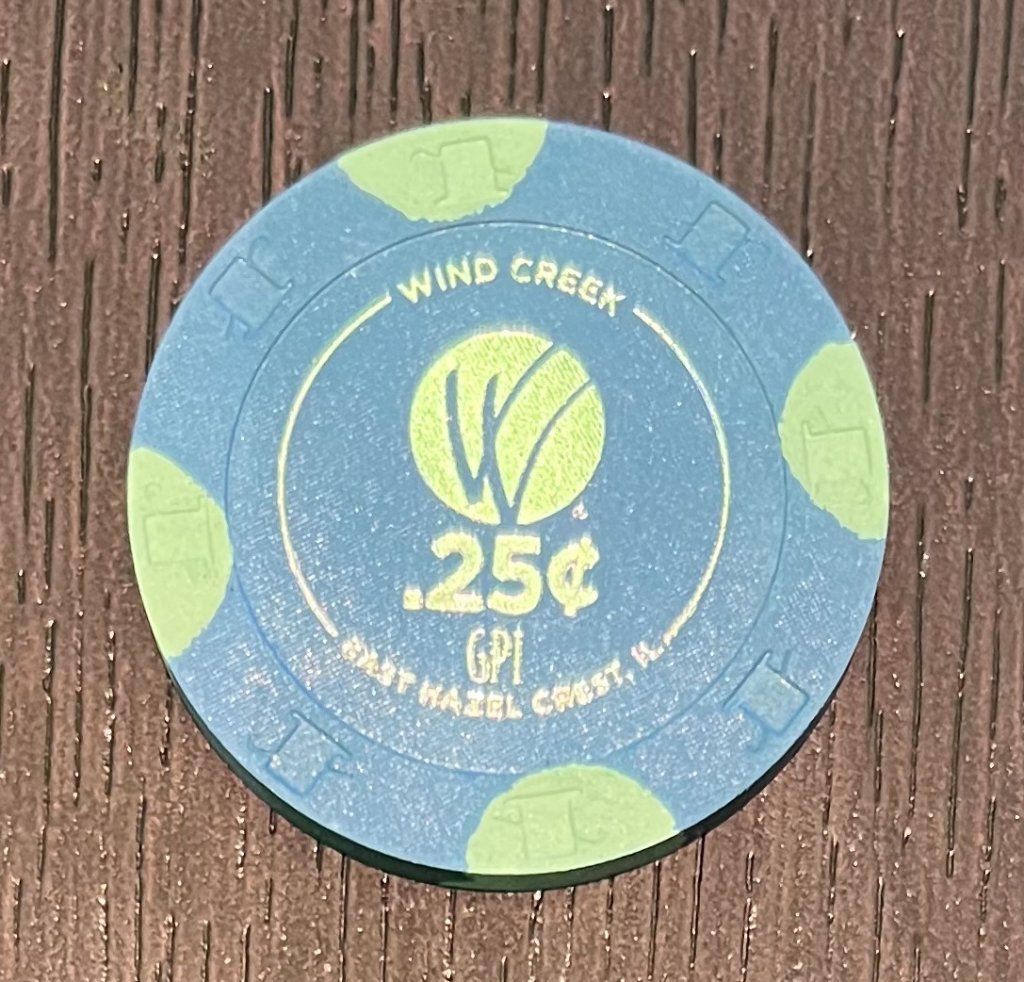 WIND CREEK
W
.25¢
GPI
EAST HAZEL CREST, IL